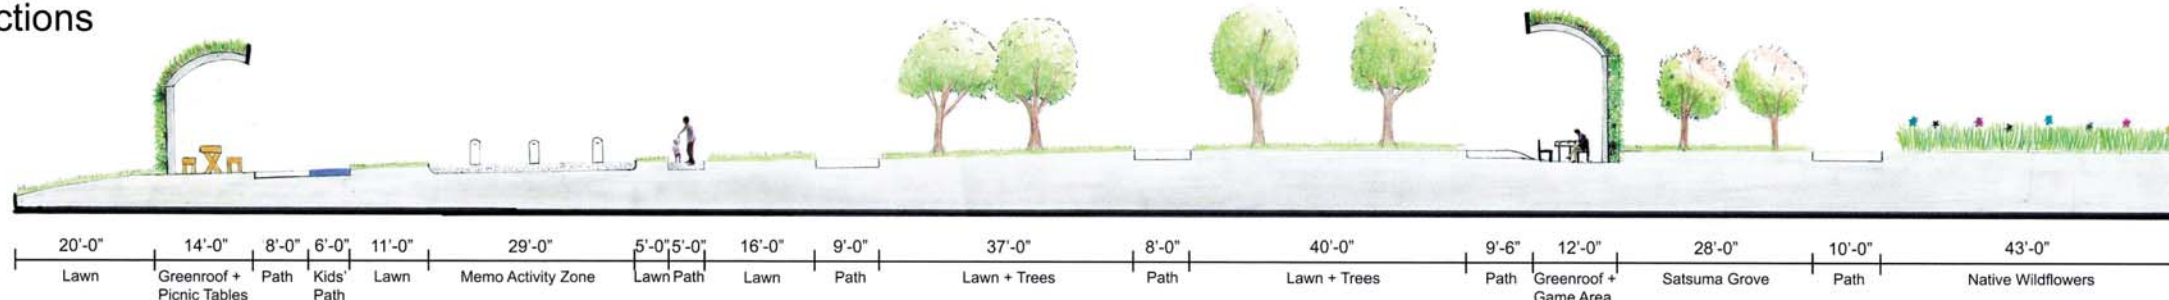 ctions
20'-0" 14'-0" 8'-0" 6'-0" 11'-0" 29'-0" 5'-0" 5'-0" 16'-0" 9'-0" 37'-0" 8'-0" 40'-0" 9'-6" 12'-0" 28'-0" 10'-0" 43'-0"
Lawn Greenroof + Path Kids' Lawn Memo Activity Zone Lawn Path Lawn Path Lawn + Trees Path Lawn + Trees Path Greenroof + Satsuma Grove Path Native Wildflowers
Picnic Tables Path Game Area